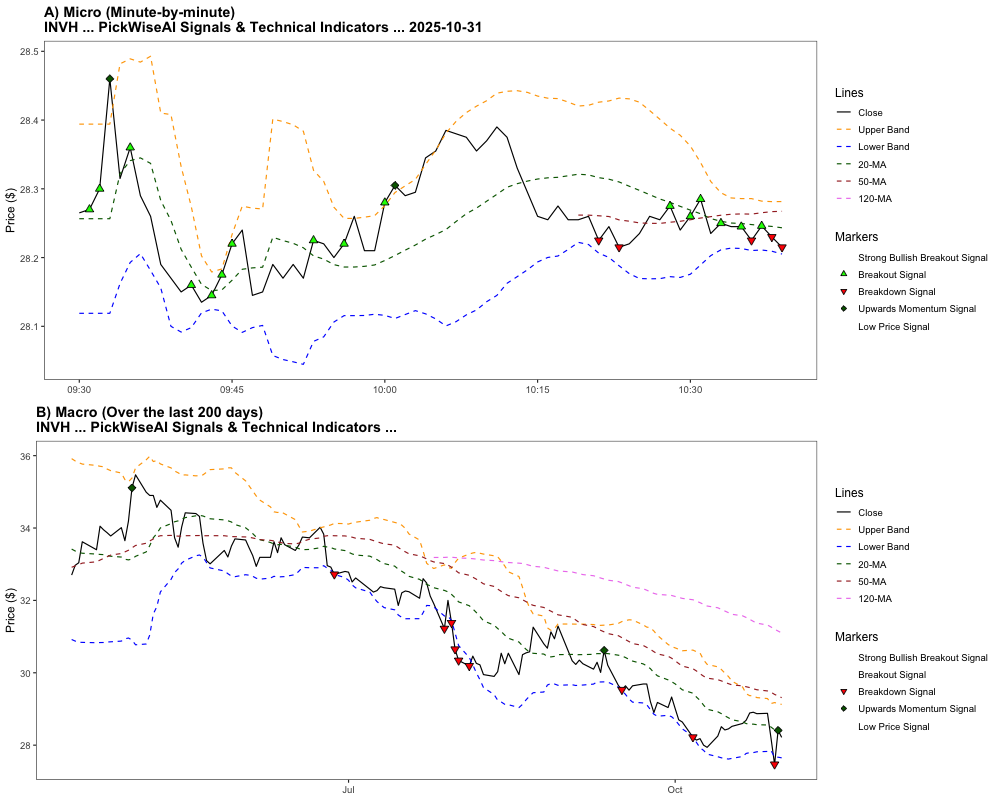 A) Micro (Minute-by-minute)
INVH ... PickWiseAI Signals & Technical Indicators ... 2025-10-31
Price ($)
28.5
28.4
28.3
28.2
28.1
09:30
09:45
10:00
10:15
10:30
Lines
Close
Upper Band
Lower Band
20-MA
50-MA
120-MA
Markers
Strong Bullish Breakout Signal
Breakout Signal
Breakdown Signal
Upwards Momentum Signal
Low Price Signal
B) Macro (Over the last 200 days)
INVH ... PickWiseAI Signals & Technical Indicators ...
Price ($)
36
34
32
30
28
Jul
Oct
Lines
Close
Upper Band
Lower Band
20-MA
50-MA
120-MA
Markers
Strong Bullish Breakout Signal
Breakout Signal
Breakdown Signal
Upwards Momentum Signal
Low Price Signal